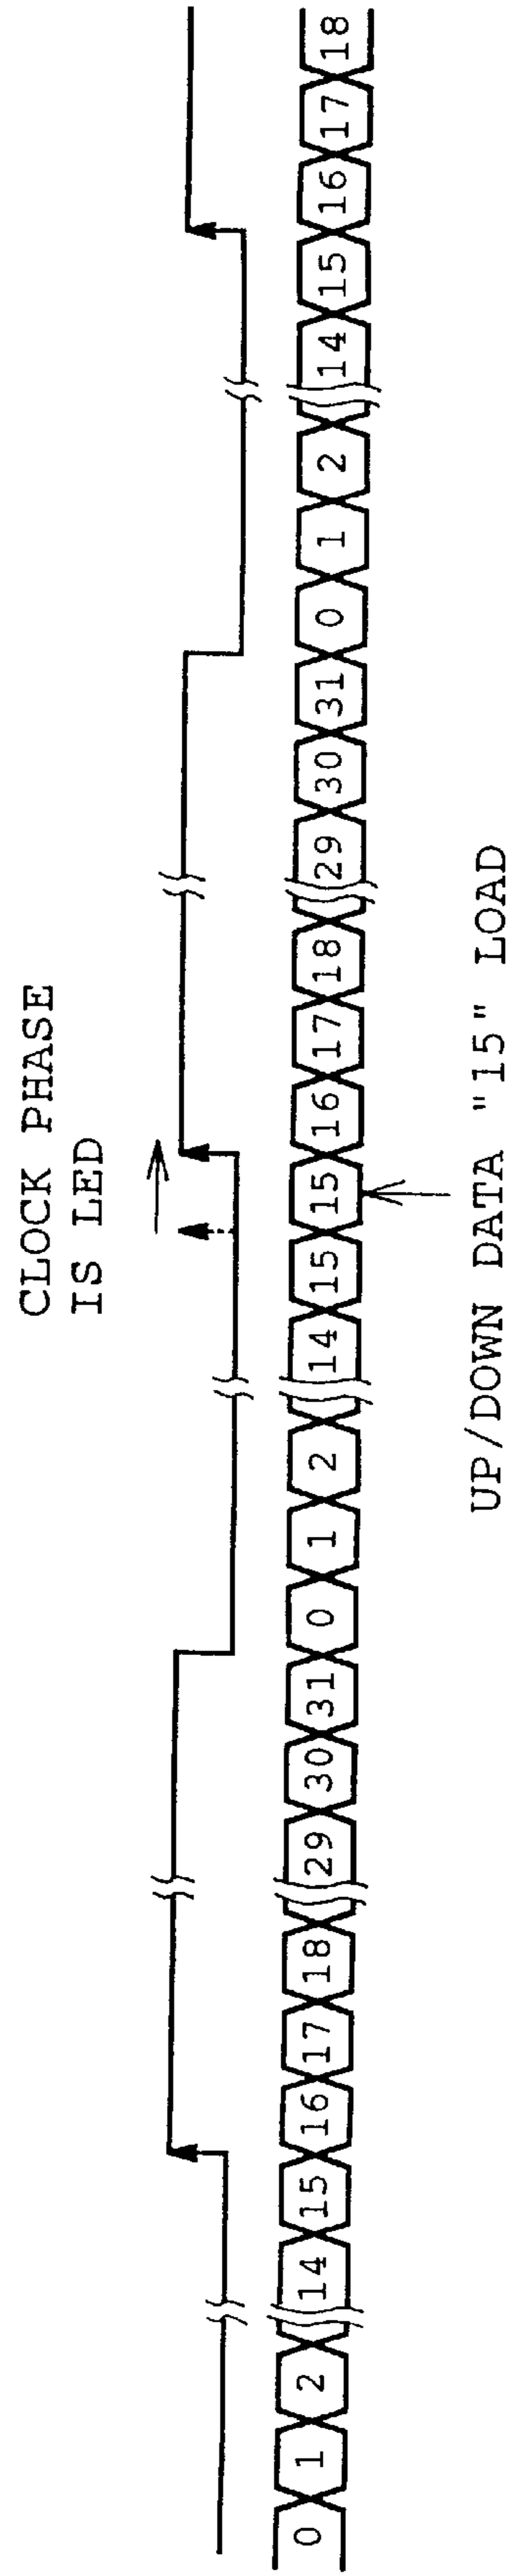 CLOCK PHASE
IS LED
0 1 2 14 15 16 17 18 29 30 31 0 1 2 14 15 15 16 17 18 29 30 31 0 1 2 14 15 16 17 18
UP/DOWN DATA "15" LOAD